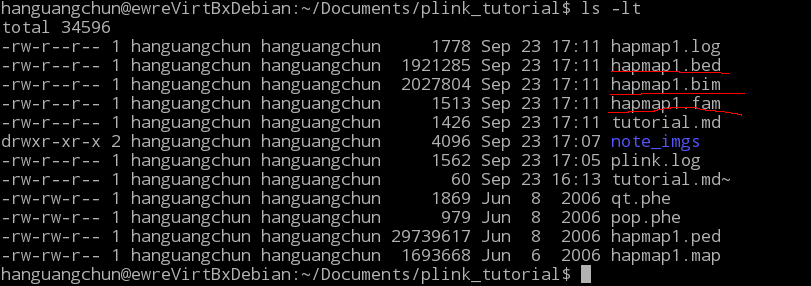 hanguangchun@ewreVirtBxDebian:~/Documents/plink_tutorial$ ls -lt
total 34596
-rw-r--r-- 1 hanguangchun hanguangchun     1778 Sep 23 17:11 hapmap1.log
-rw-r--r-- 1 hanguangchun hanguangchun  1921285 Sep 23 17:11 hapmap1.bed
-rw-r--r-- 1 hanguangchun hanguangchun  2027804 Sep 23 17:11 hapmap1.bim
-rw-r--r-- 1 hanguangchun hanguangchun     1513 Sep 23 17:11 hapmap1.fam
-rw-r--r-- 1 hanguangchun hanguangchun     1426 Sep 23 17:11 tutorial.md
drwxr-xr-x 2 hanguangchun hanguangchun     4096 Sep 23 17:07 note_imgs
-rw-r--r-- 1 hanguangchun hanguangchun     1562 Sep 23 17:05 plink.log
-rw-r--r-- 1 hanguangchun hanguangchun       60 Sep 23 16:13 tutorial.md~
-rw-rw-r-- 1 hanguangchun hanguangchun     1869 Jun  8  2006 qt.phe
-rw-rw-r-- 1 hanguangchun hanguangchun      979 Jun  8  2006 pop.phe
-rw-rw-r-- 1 hanguangchun hanguangchun 29739617 Jun  8  2006 hapmap1.ped
-rw-rw-r-- 1 hanguangchun hanguangchun  1693668 Jun  6  2006 hapmap1.map
hanguangchun@ewreVirtBxDebian:~/Documents/plink_tutorial$